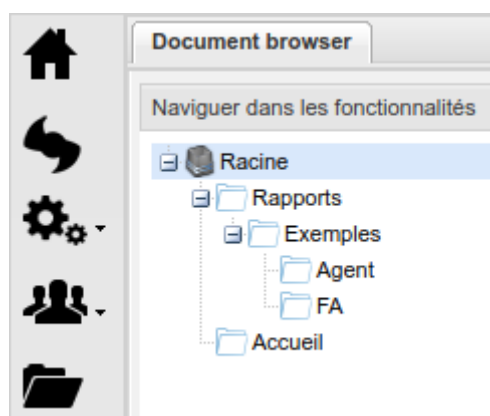 Document browser
Naviguer dans les fonctionnalités
Racine
Rapports
Exemples
Agent
FA
Accueil